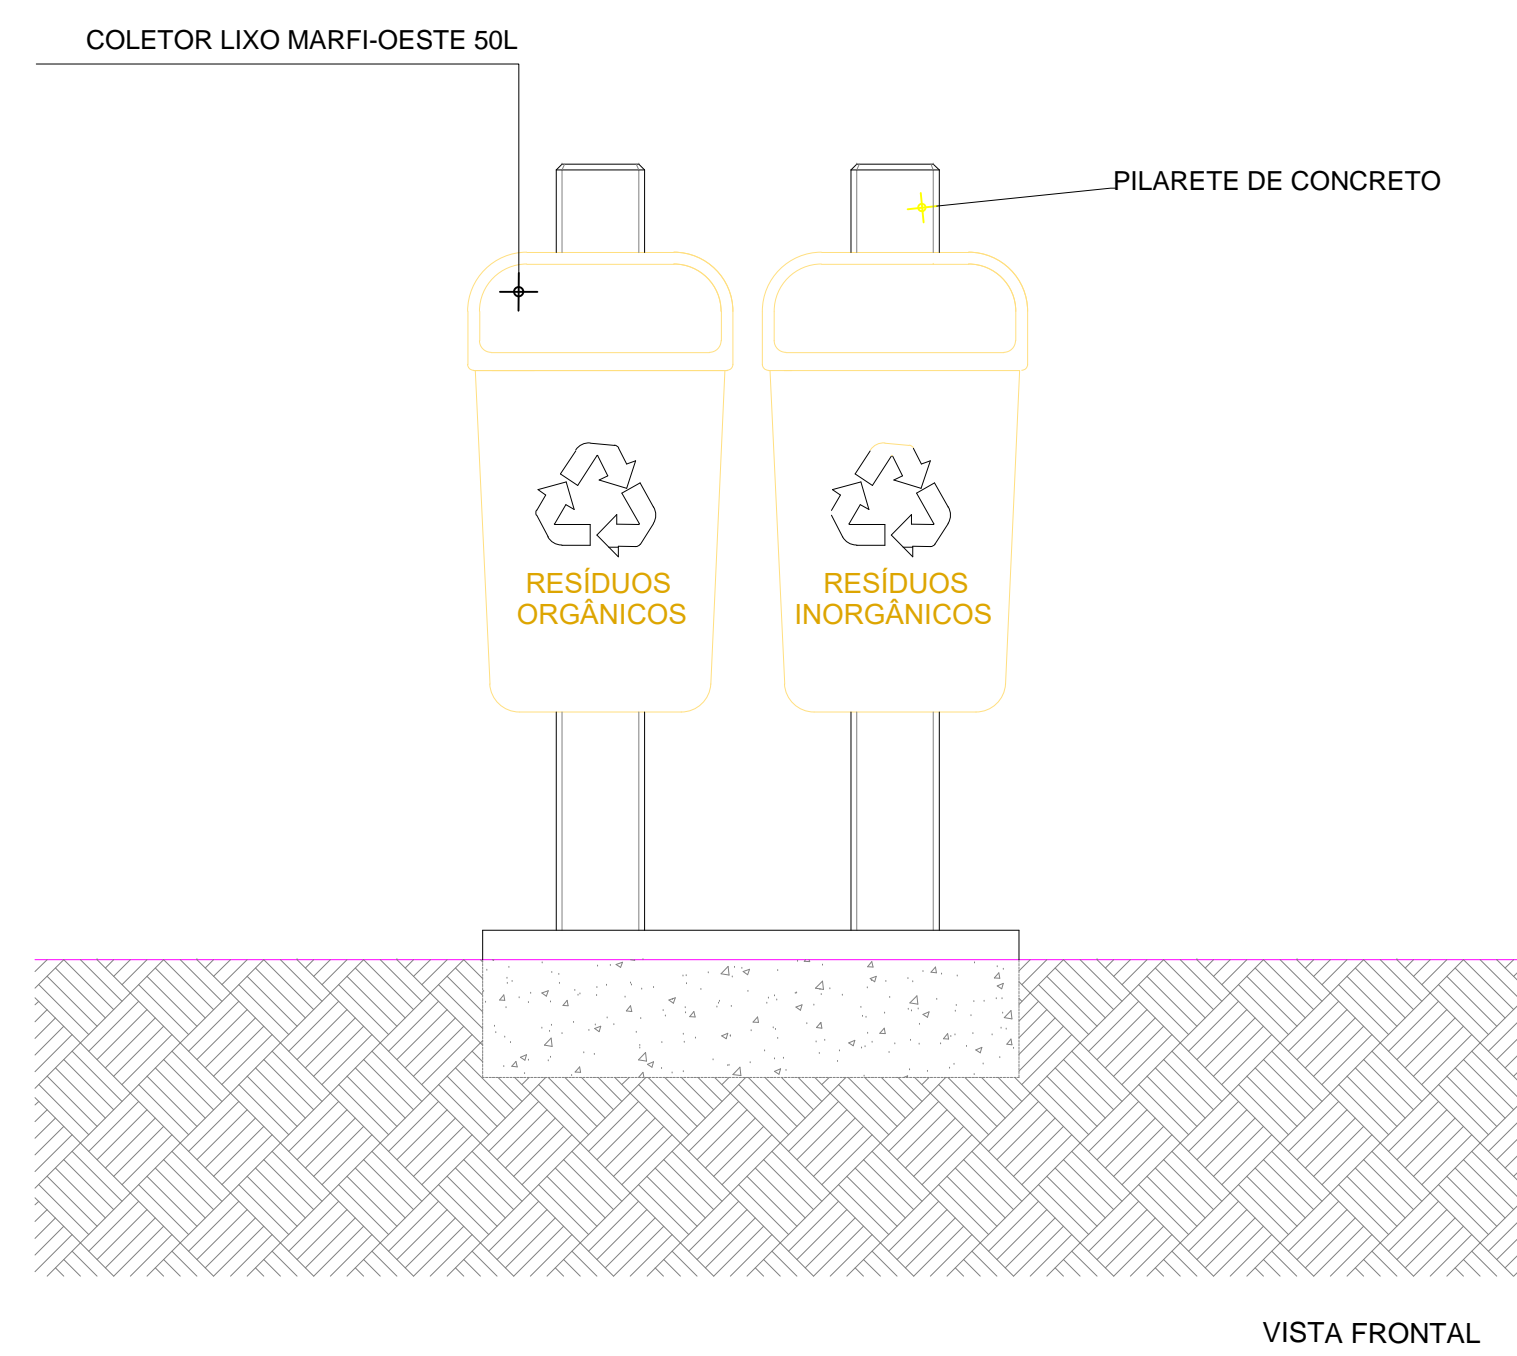 COLETOR LIXO MARFI-OESTE 50L
PILARETE DE CONCRETO
RESÍDUOS
ORGÂNICOS
RESÍDUOS
INORGÂNICOS
VISTA FRONTAL